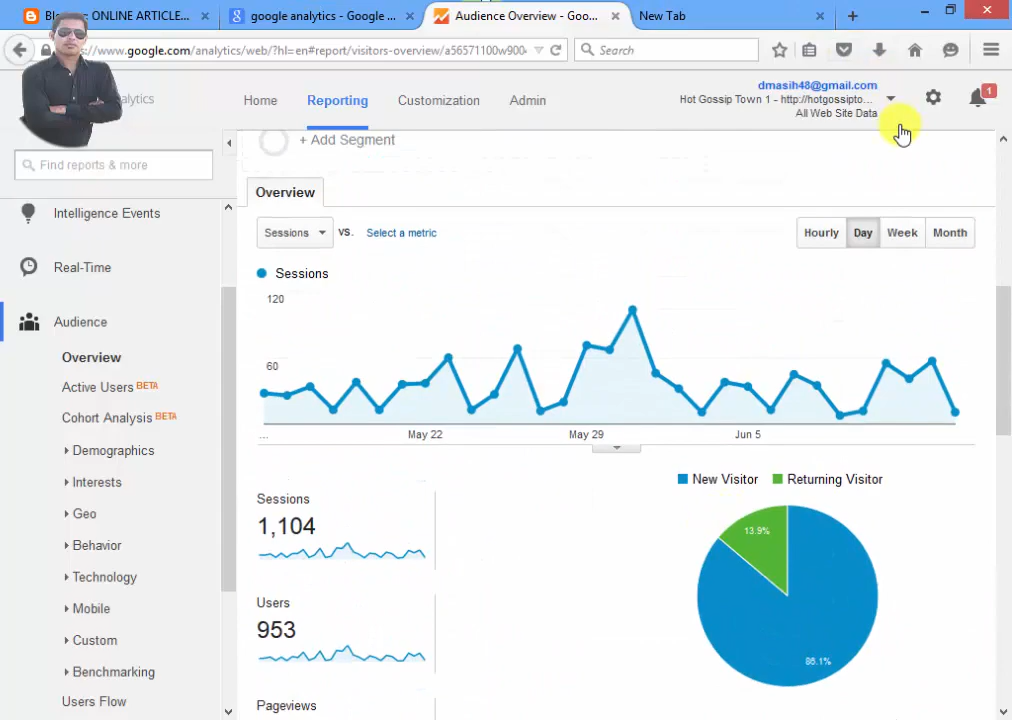 Blogger: ONLINE ARTICLE...
google analytics - Google ...
Audience Overview - Goo...
New Tab
www.google.com/analytics/web/?hl=en#report/visitors-overview/a56571100w900
Search
Analytics
Home
Reporting
Customization
Admin
dmasih48@gmail.com
Hot Gossip Town 1 - http://hotgossipto...
All Web Site Data
1
Find reports & more
+ Add Segment
Intelligence Events
Real-Time
Audience
Overview
Active Users BETA
Cohort Analysis BETA
Demographics
Interests
Geo
Behavior
Technology
Mobile
Custom
Benchmarking
Users Flow
Overview
Sessions
VS.
Select a metric
Hourly
Day
Week
Month
Sessions
120
60
...
May 22
May 29
Jun 5
Sessions
1,104
Users
953
Pageviews
New Visitor
Returning Visitor
13.9%
86.1%